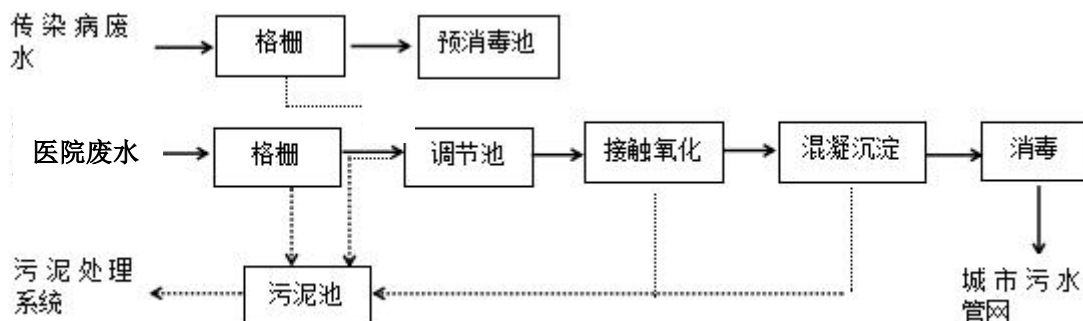 传染病废
水
格栅
预消毒池
医院废水
格栅
调节池
接触氧化
混凝沉淀
消毒
污泥处理
系统
污泥池
城市污水
管网